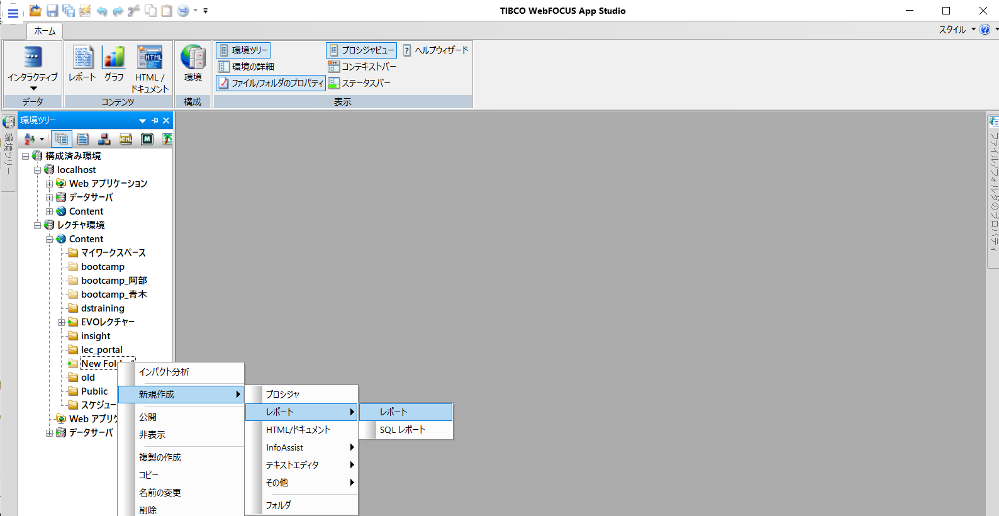 TIBCO WebFOCUS App Studio
ホーム
スタイル
インタラクティブ
データ
レポート
グラフ
HTML /
ドキュメント
コンテンツ
環境
構成
環境ツリー
環境の詳細
ファイル/フォルダのプロパティ
プロシジャビュー
コンテキストバー
ステータスバー
ヘルプウィザード
表示
環境ツリー
環境ツリー
構成済み環境
localhost
Web アプリケーション
データサーバ
Content
レクチャ環境
Content
マイワークスペース
bootcamp
bootcamp_阿部
bootcamp_青木
dstraining
EVOレクチャー
insight
lec_portal
New Fol
old
Public
スケジュー
Web アプリケ
データサーバ
インパクト分析
新規作成
公開
非表示
複製の作成
コピー
名前の変更
削除
プロシジャ
レポート
HTML/ドキュメント
InfoAssist
テキストエディタ
その他
フォルダ
レポート
SQL レポート
ファイル/フォルダのプロパティ